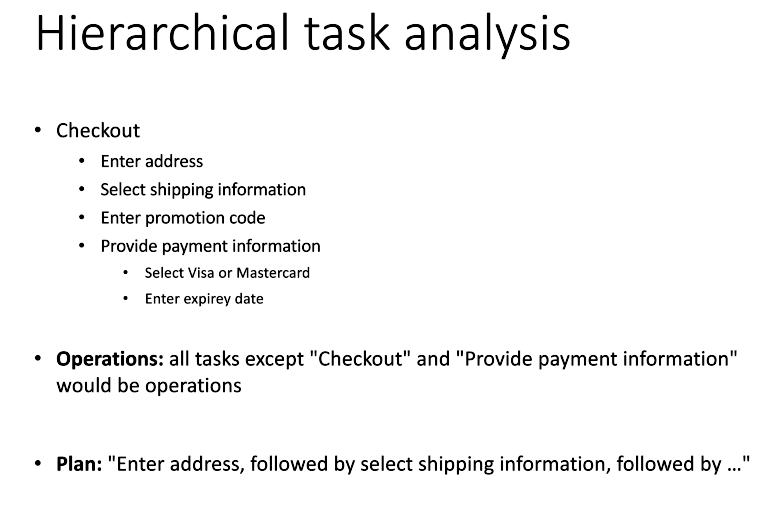 Hierarchical task analysis
• Checkout
• Enter address
• Select shipping information
• Enter promotion code
• Provide payment information
• Select Visa or Mastercard
• Enter expirey date
• Operations: all tasks except "Checkout" and "Provide payment information"
would be operations
• Plan: "Enter address, followed by select shipping information, followed by ..."